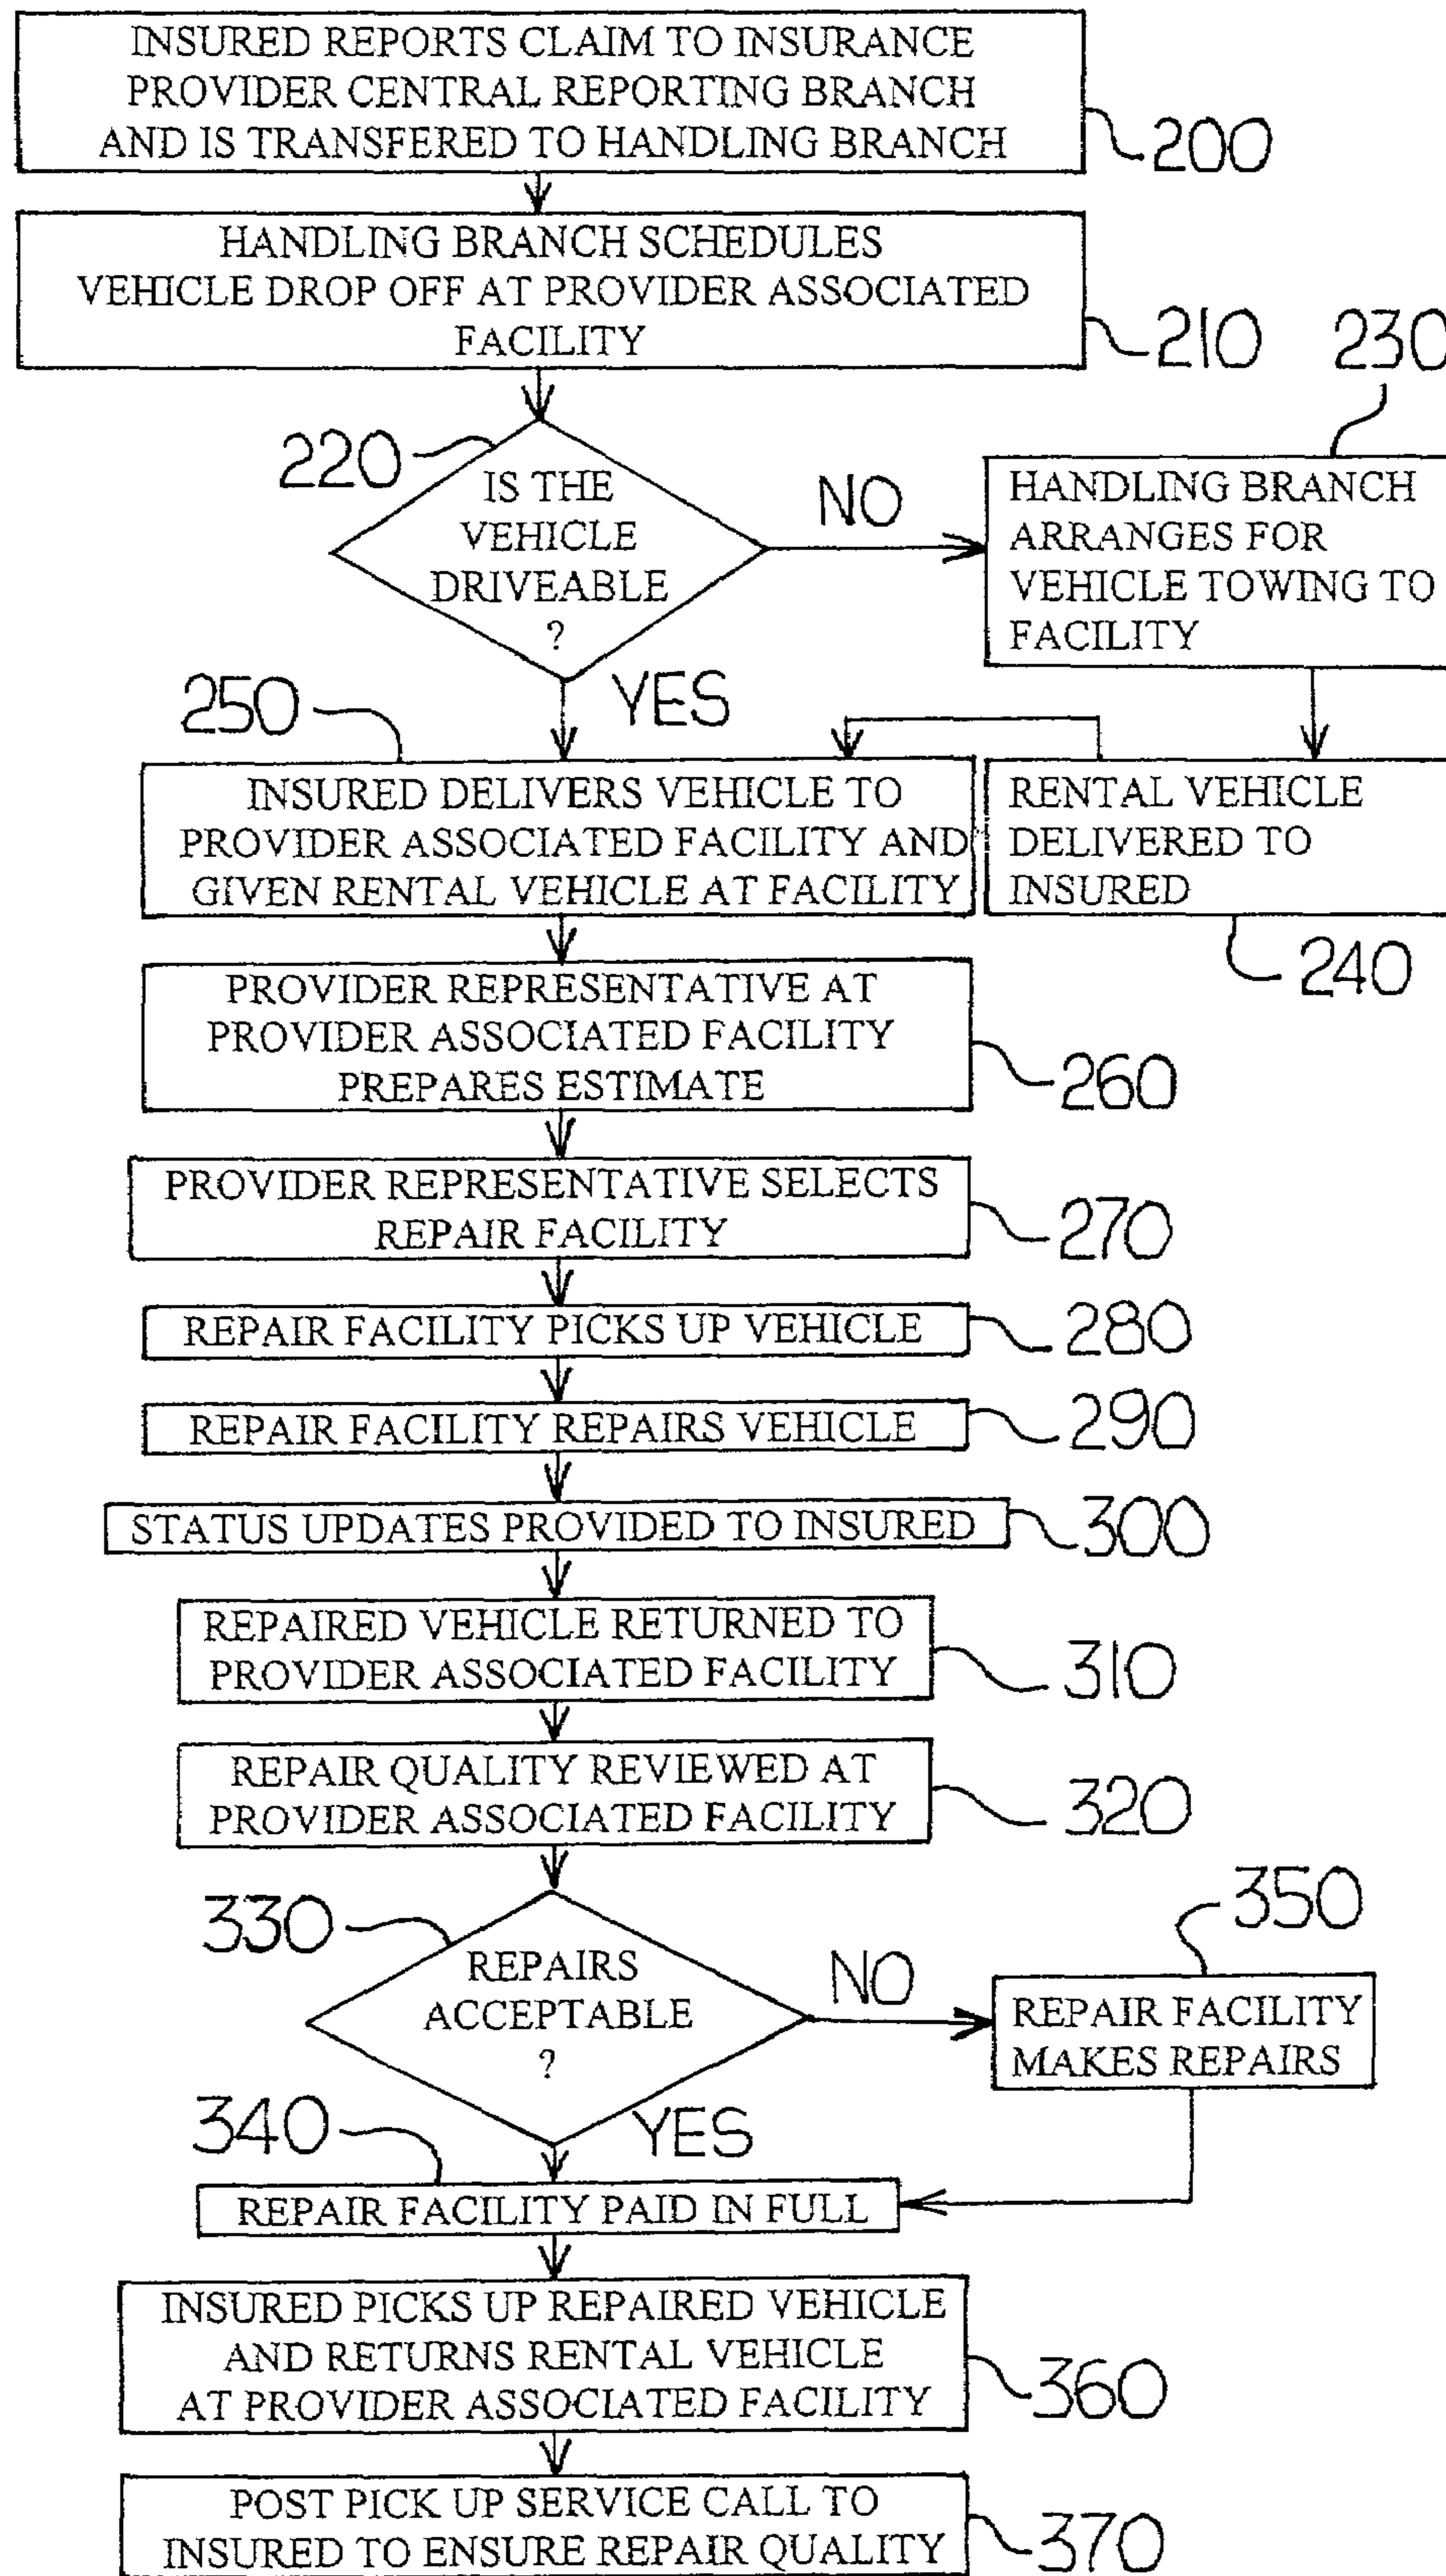 INSURED REPORTS CLAIM TO INSURANCE
PROVIDER CENTRAL REPORTING BRANCH
AND IS TRANSFERED TO HANDLING BRANCH
200
HANDLING BRANCH SCHEDULES
VEHICLE DROP OFF AT PROVIDER ASSOCIATED
FACILITY
210
230
220
IS THE
VEHICLE
DRIVEABLE
?
NO
HANDLING BRANCH
ARRANGES FOR
VEHICLE TOWING TO
FACILITY
YES
250
INSURED DELIVERS VEHICLE TO
PROVIDER ASSOCIATED FACILITY AND
GIVEN RENTAL VEHICLE AT FACILITY
RENTAL VEHICLE
DELIVERED TO
INSURED
240
PROVIDER REPRESENTATIVE AT
PROVIDER ASSOCIATED FACILITY
PREPARES ESTIMATE
260
PROVIDER REPRESENTATIVE SELECTS
REPAIR FACILITY
270
REPAIR FACILITY PICKS UP VEHICLE
280
REPAIR FACILITY REPAIRS VEHICLE
290
STATUS UPDATES PROVIDED TO INSURED
300
REPAIRED VEHICLE RETURNED TO
PROVIDER ASSOCIATED FACILITY
310
REPAIR QUALITY REVIEWED AT
PROVIDER ASSOCIATED FACILITY
320
330
REPAIRS
ACCEPTABLE
?
NO
350
REPAIR FACILITY
MAKES REPAIRS
YES
340
REPAIR FACILITY PAID IN FULL
INSURED PICKS UP REPAIRED VEHICLE
AND RETURNS RENTAL VEHICLE
AT PROVIDER ASSOCIATED FACILITY
360
POST PICK UP SERVICE CALL TO
INSURED TO ENSURE REPAIR QUALITY
370